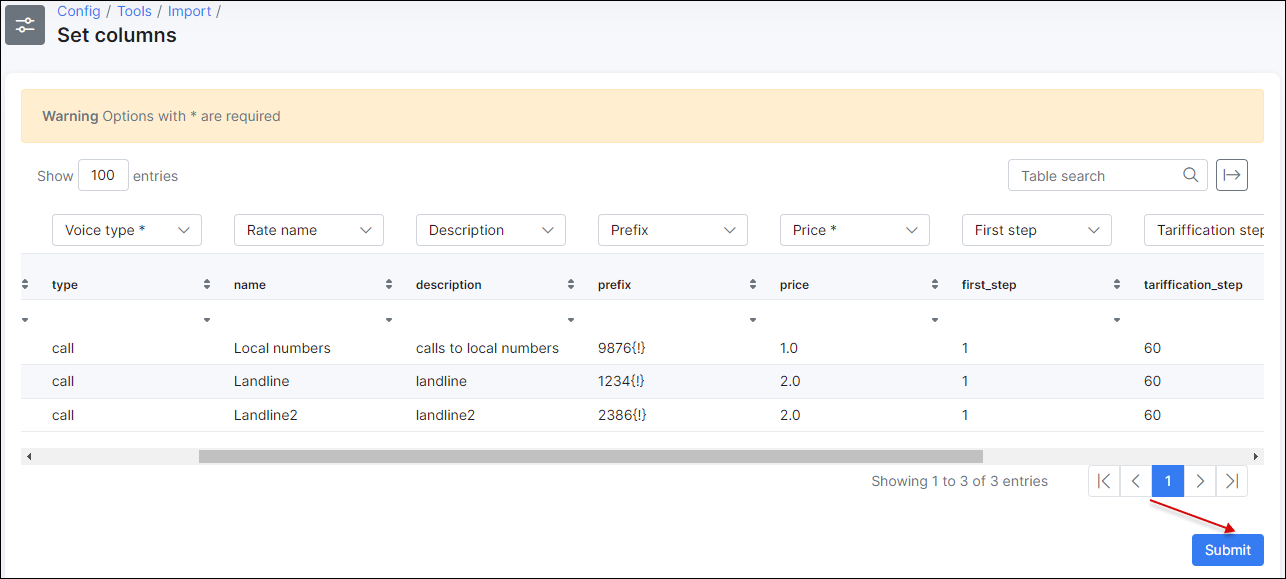 Config / Tools / Import /
Set columns
Warning Options with * are required
Show 100 entries
Table search
Voice type * Rate name Description Prefix Price * First step Tariffication step
type name description prefix price first_step tariffication_step
call Local numbers calls to local numbers 9876{!} 1.0 1 60
call Landline landline 1234{!} 2.0 1 60
call Landline2 landline2 2386{!} 2.0 1 60
Showing 1 to 3 of 3 entries
1
Submit